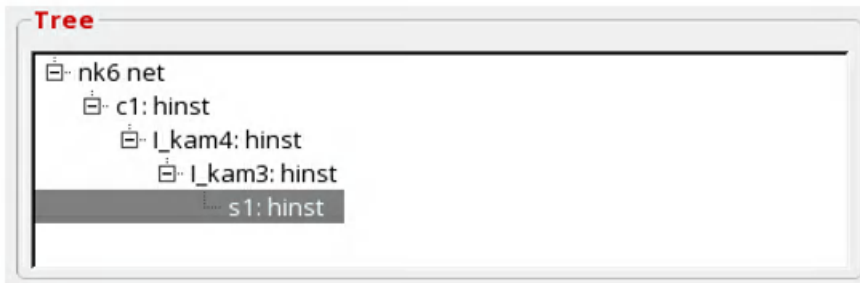 Tree
nk6 net
c1: hinst
I_kam4: hinst
I_kam3: hinst
s1: hinst